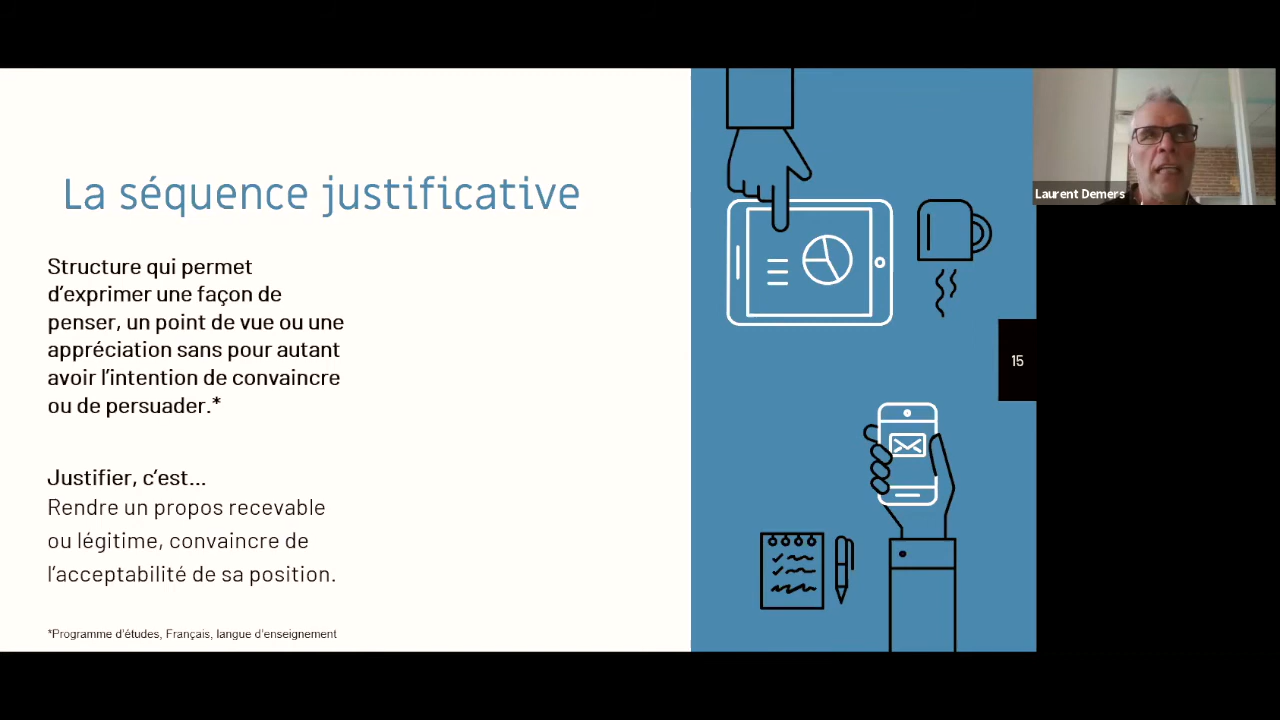 La séquence justificative
Structure qui permet
d’exprimer une façon de
penser, un point de vue ou une
appréciation sans pour autant
avoir l’intention de convaincre
ou de persuader.*
Justifier, c’est...
Rendre un propos recevable
ou légitime, convaincre de
l’acceptabilité de sa position.
*Programme d’études, Français, langue d’enseignement
15
Laurent Demers